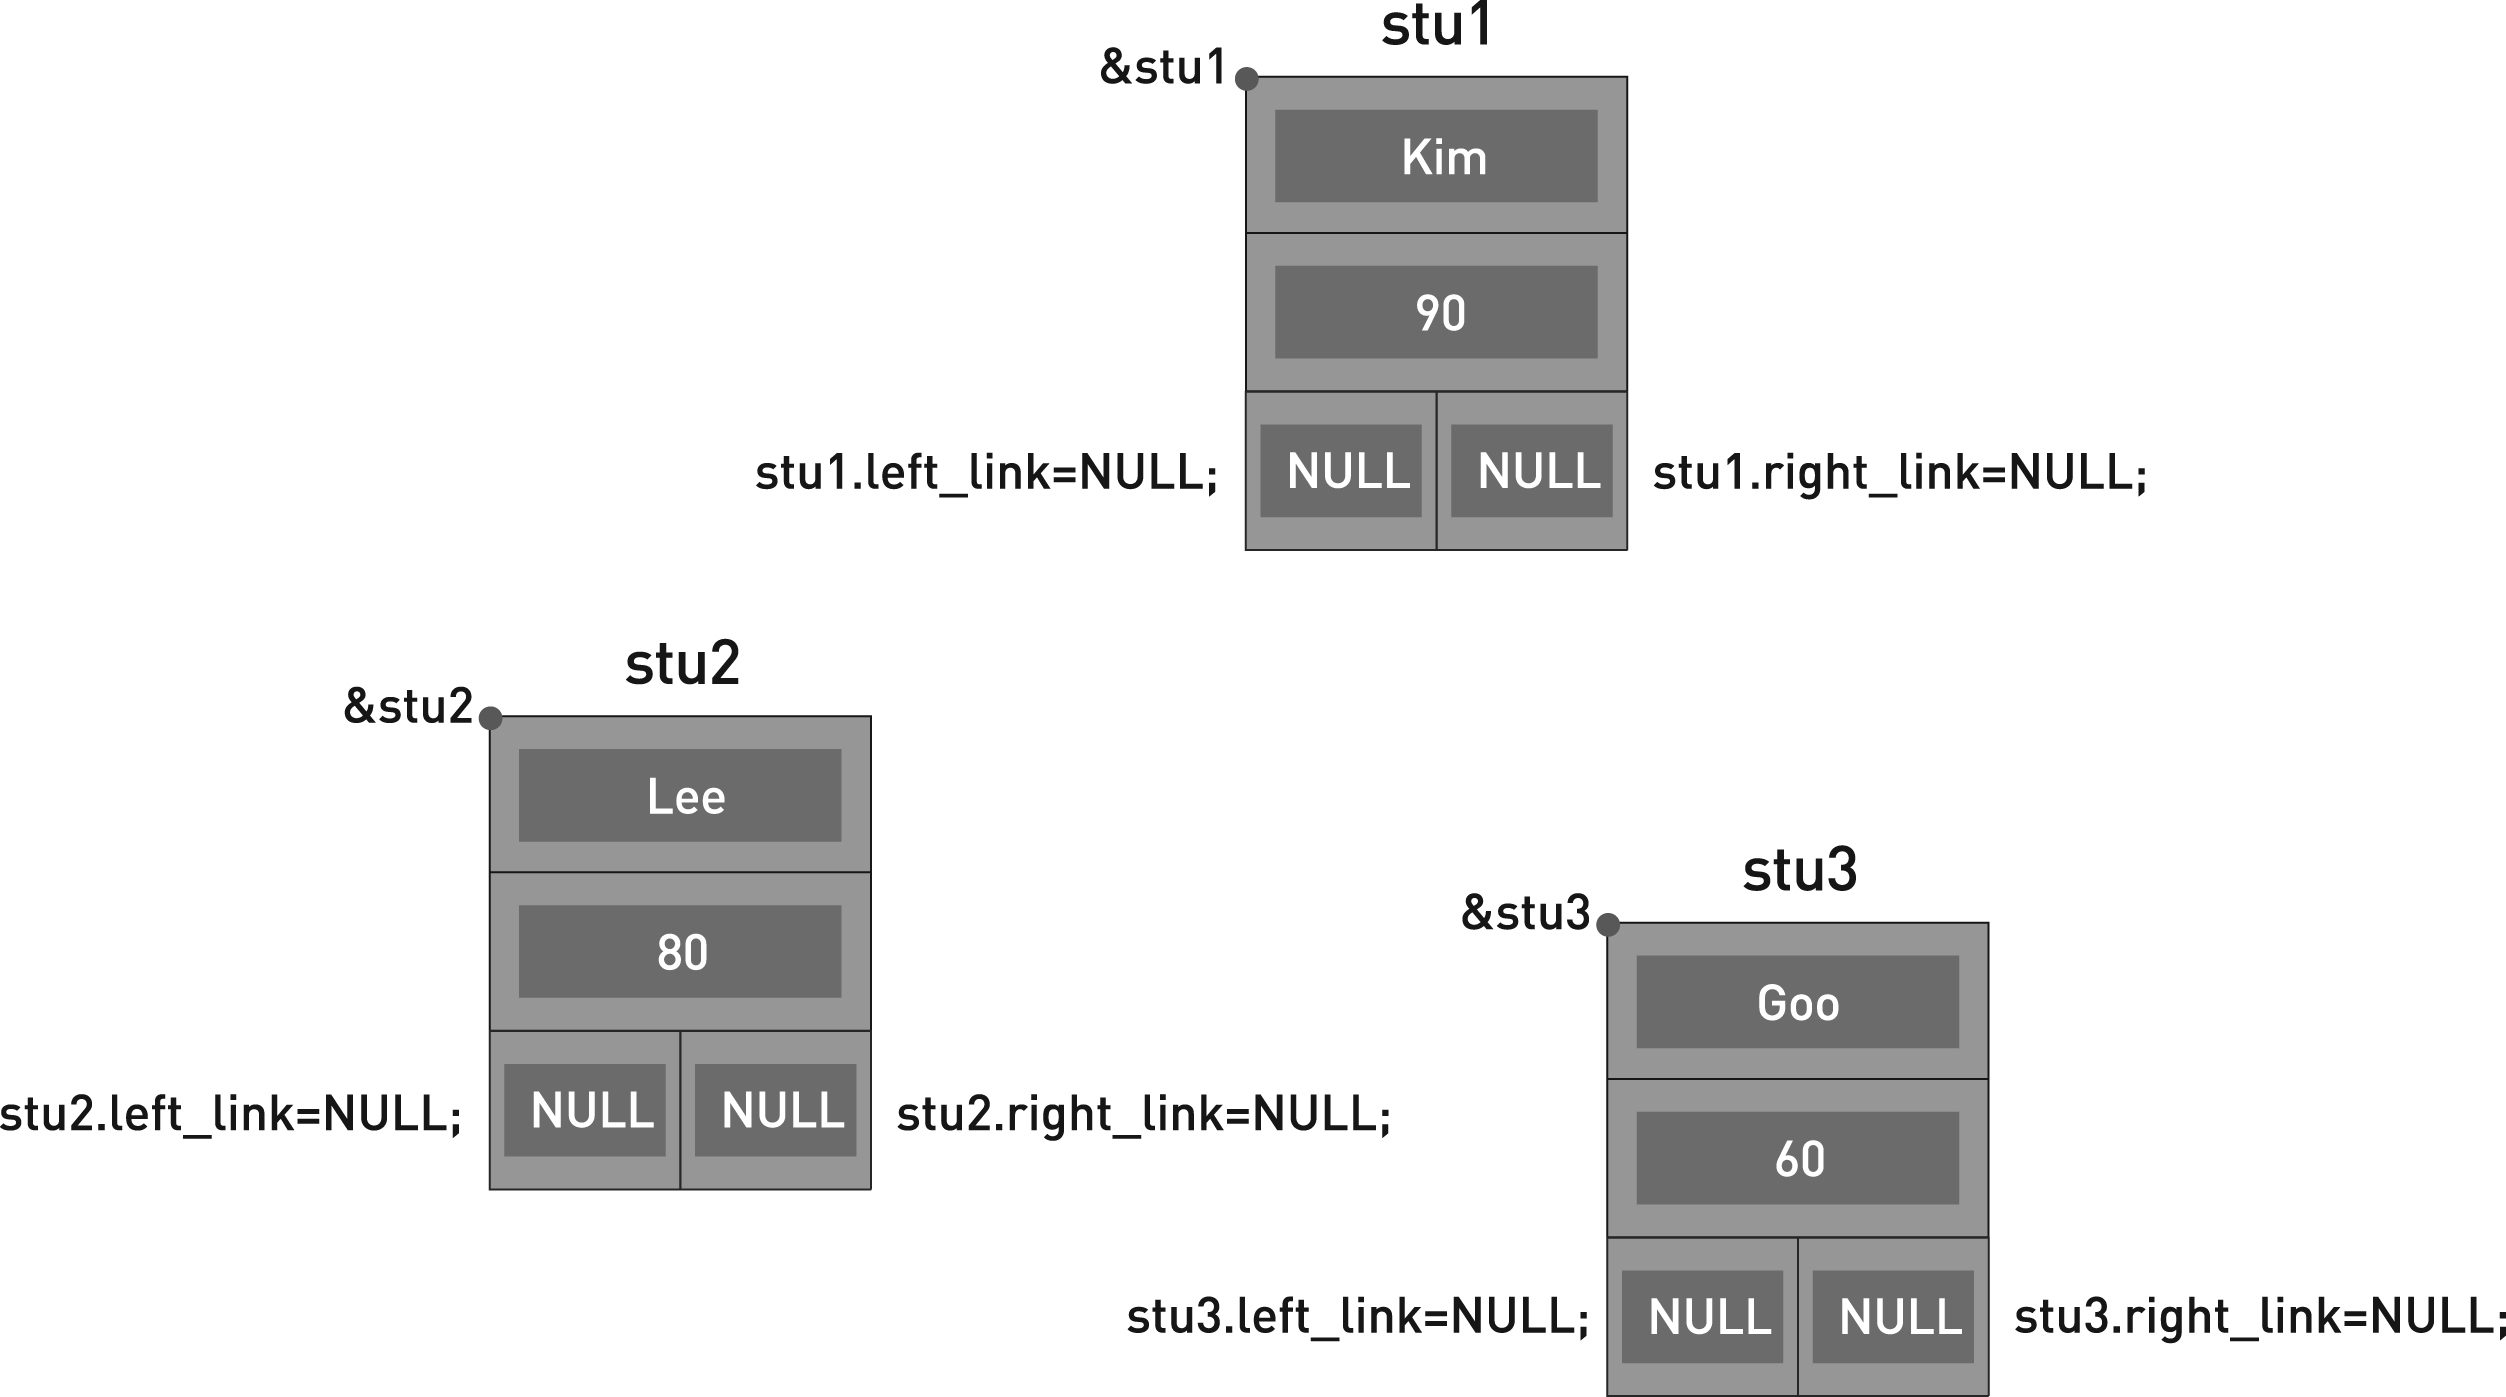 stu1
&stu1
Kim
90
stu1.left_link=NULL;
NULL
NULL
stu1.right_link=NULL;
stu2
&stu2
Lee
80
stu2.left_link=NULL;
NULL
NULL
stu2.right_link=NULL;
stu3
&stu3
Goo
60
stu3.left_link=NULL;
NULL
NULL
stu3.right_link=NULL;